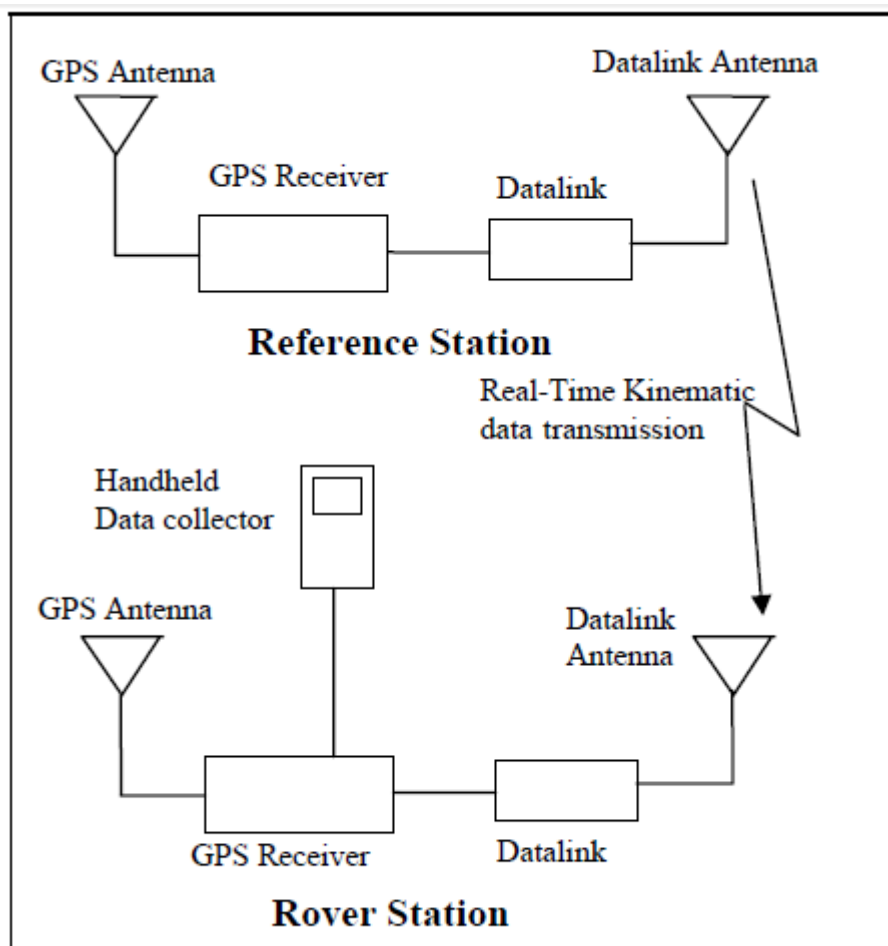 GPS Antenna
Datalink Antenna
GPS Receiver
Datalink
Reference Station
Real-Time Kinematic
data transmission
Handheld
Data collector
GPS Antenna
Datalink
Antenna
GPS Receiver
Datalink
Rover Station